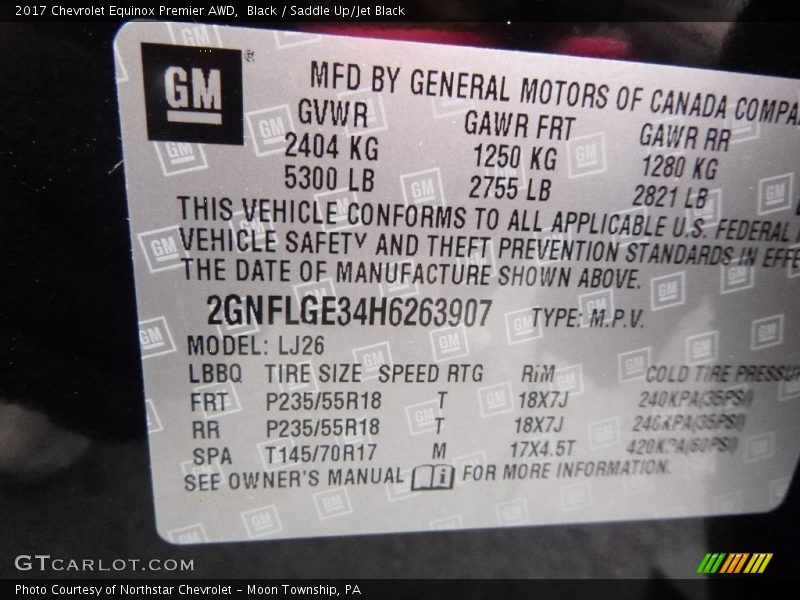 2017 Chevrolet Equinox Premier AWD,  Black / Saddle Up/Jet Black
GM ®
MFD BY GENERAL MOTORS OF CANADA
GVWR GAWR FRT GAWR RR
2404 KG 1250 KG 1280 KG
5300 LB 2755 LB 2821 LB
THIS VEHICLE CONFORMS TO ALL APPLICABLE U.S. FEDERAL
VEHICLE SAFETY AND THEFT PREVENTION STANDARDS IN
THE DATE OF MANUFACTURE SHOWN ABOVE.
2GNFLGE34H6263907 TYPE: M.P.V.
MODEL: LJ26
LBBQ TIRE SIZE SPEED RTG RIM COLD TIRE
FRT P235/55R18 T 18X7J 240KPA(35PSI)
RR P235/55R18 T 18X7J 240KPA(35PSI)
SPA T145/70R17 M 17X4.5T 420KPA(60PSI)
SEE OWNER'S MANUAL i FOR MORE INFORMATION.
GTCARLOT.COM
Photo Courtesy of Northstar Chevrolet - Moon Township, PA